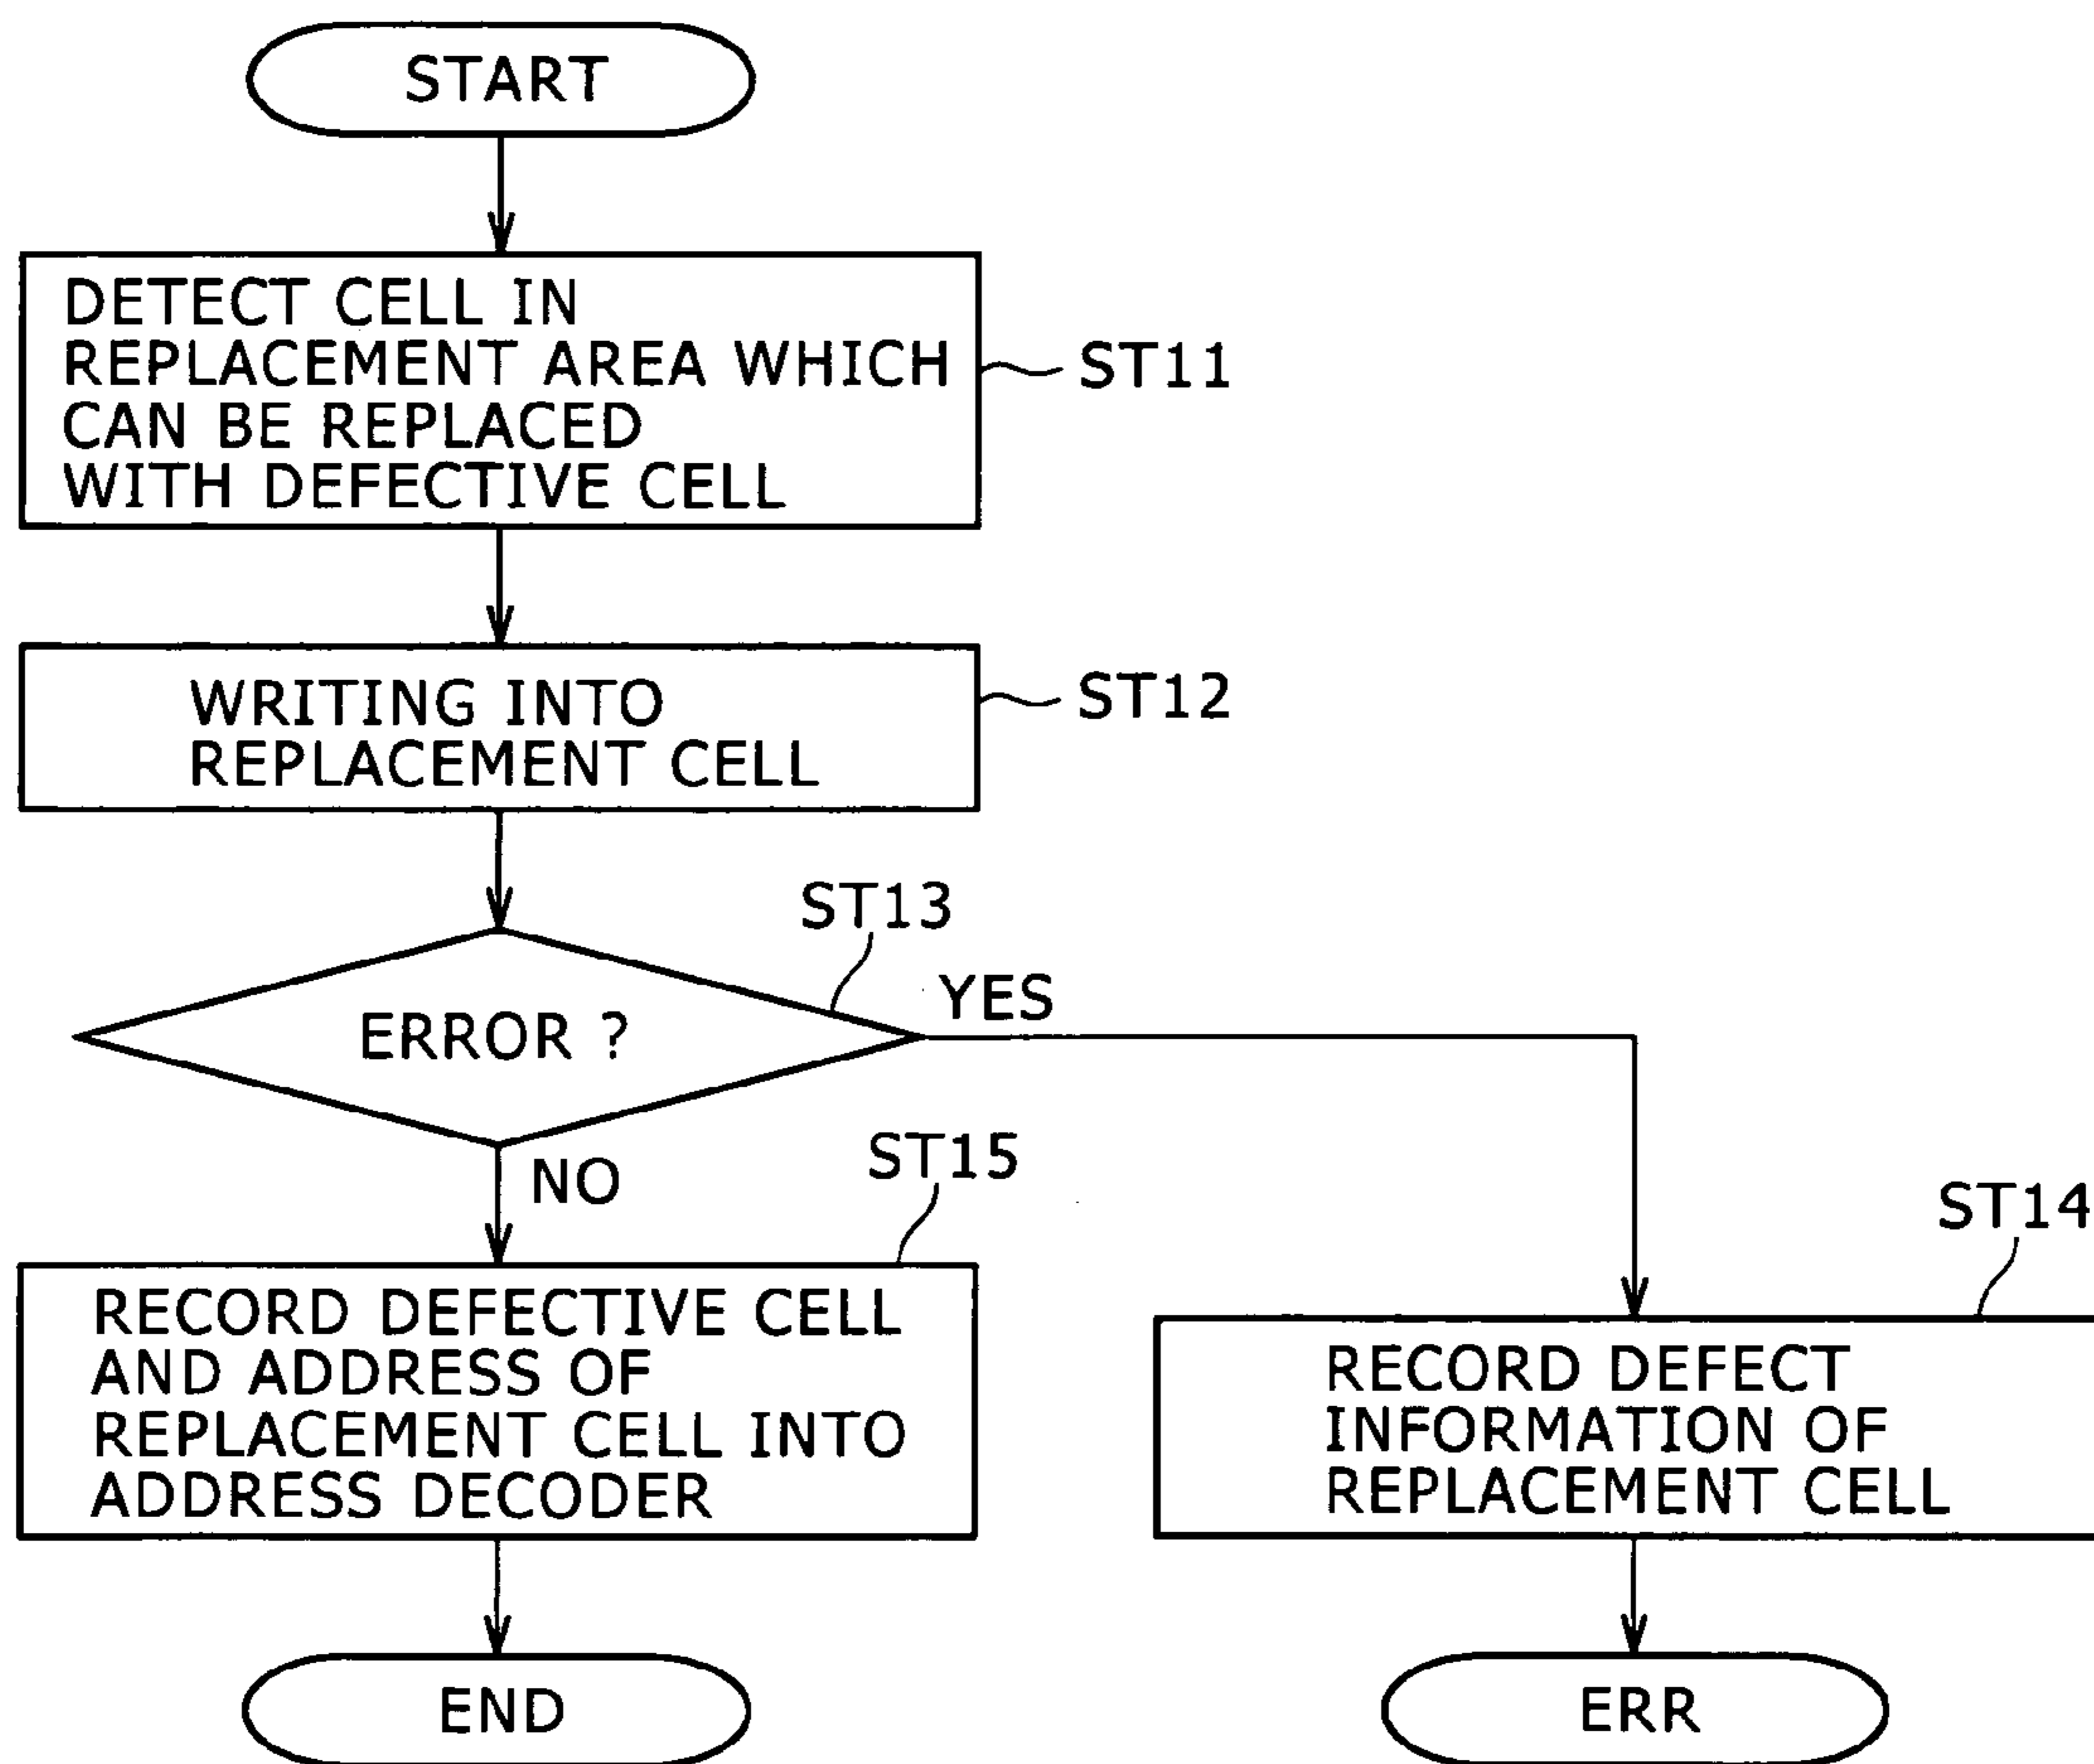 START
DETECT CELL IN
REPLACEMENT AREA WHICH
CAN BE REPLACED
WITH DEFECTIVE CELL
ST11
WRITING INTO
REPLACEMENT CELL
ST12
ST13
ERROR ?
YES
NO
ST15
RECORD DEFECTIVE CELL
AND ADDRESS OF
REPLACEMENT CELL INTO
ADDRESS DECODER
ST14
RECORD DEFECT
INFORMATION OF
REPLACEMENT CELL
END
ERR